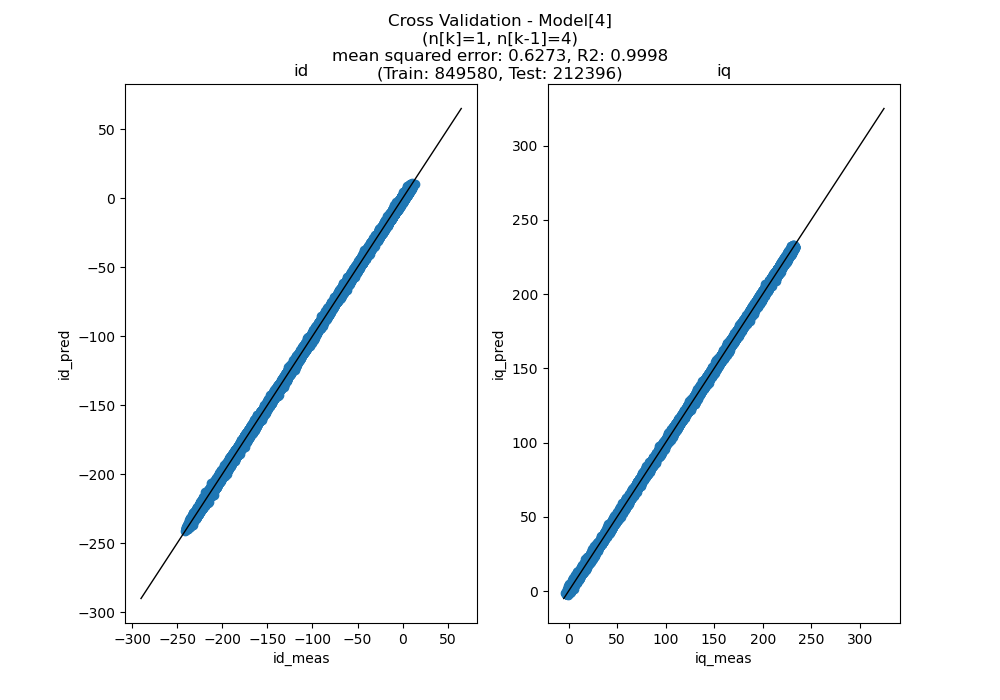 Cross Validation - Model[4]
(n[k]=1, n[k-1]=4)
mean squared error: 0.6273, R2: 0.9998
(Train: 849580, Test: 212396)
id
50
0
−50
−100
−150
−200
−250
−300
id_pred
−300 −250 −200 −150 −100 −50 0 50
id_meas
iq
300
250
200
150
100
50
0
iq_pred
0 50 100 150 200 250 300
iq_meas